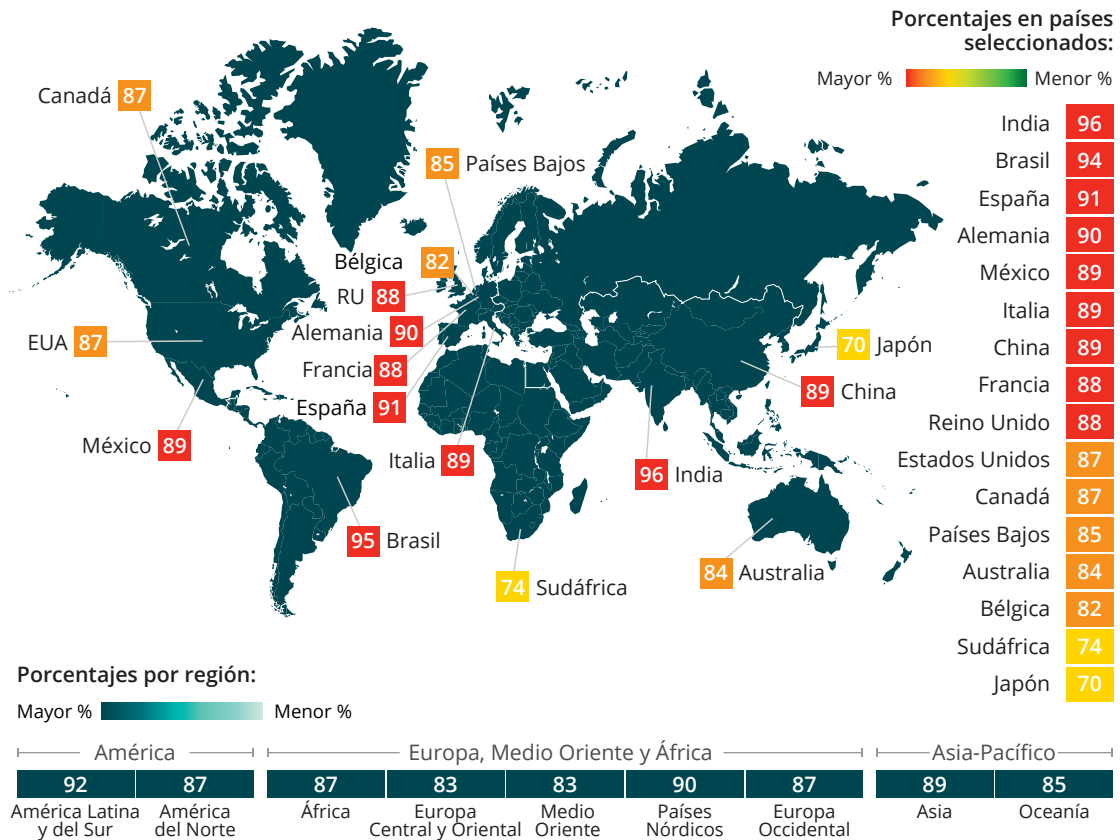 Porcentajes en países
seleccionados:
Mayor % Menor %
India 96
Brasil 94
España 91
Alemania 90
México 89
Italia 89
China 89
Francia 88
Reino Unido 88
Estados Unidos 87
Canadá 87
Países Bajos 85
Australia 84
Bélgica 82
Sudáfrica 74
Japón 70
Canadá 87
85 Países Bajos
Bélgica 82
RU 88
Alemania 90
EUA 87
Francia 88
España 91
70 Japón
89 China
México 89
Italia 89
96 India
95 Brasil
74 Sudáfrica
84 Australia
Porcentajes por región:
Mayor % Menor %
América
92 87
América Latina
y del Sur
América
del Norte
Europa, Medio Oriente y África
87 83 83 90 87
África
Europa
Central y Oriental
Medio
Oriente
Países
Nórdicos
Europa
Occidental
Asia-Pacífico
89 85
Asia
Oceanía